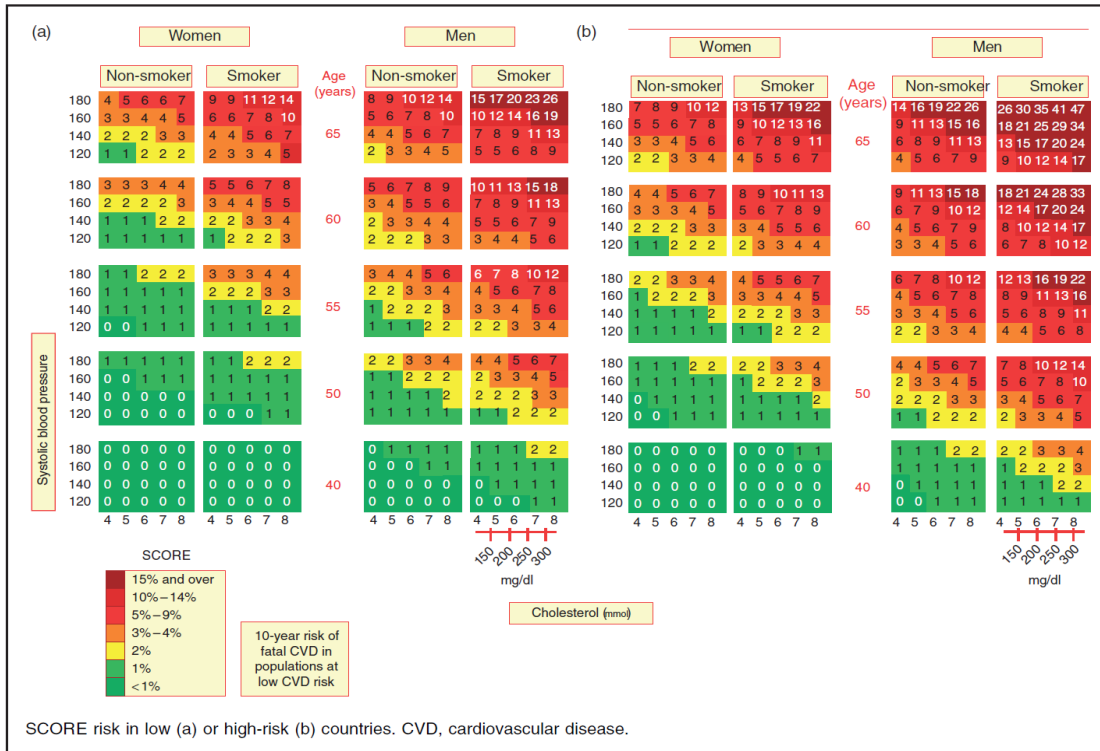 (a) Women Men (b) Women Men
Non-smoker Smoker Age (years) Non-smoker Smoker Non-smoker Smoker Age (years) Non-smoker Smoker
180 4 5 6 6 7 9 9 11 12 14 8 9 10 12 14 15 17 20 23 26 180 7 8 9 10 12 13 15 17 19 22 14 16 19 22 26 26 30 35 41 47
160 3 3 4 4 5 6 6 7 8 10 5 6 7 8 10 10 12 14 16 19 160 5 5 6 7 8 9 10 12 13 16 9 11 13 15 16 18 21 25 29 34
140 2 2 2 3 3 4 4 5 6 7 65 4 4 5 6 7 7 8 9 11 13 140 3 3 4 5 6 6 7 8 9 11 65 6 8 9 11 13 13 15 17 20 24
120 1 1 2 2 2 2 3 3 4 5 2 3 3 4 5 5 5 6 8 9 120 2 2 3 3 4 4 5 5 6 7 4 5 6 7 9 9 10 12 14 17
180 3 3 3 4 4 5 5 6 7 8 5 6 7 8 9 10 11 13 15 18 180 4 4 5 6 7 8 9 10 11 13 9 11 13 15 18 18 21 24 28 33
160 2 2 2 2 3 3 4 4 5 5 3 4 5 5 6 7 8 9 11 13 160 3 3 3 4 5 5 6 7 8 9 6 7 9 10 12 12 14 17 20 24
140 1 1 1 2 2 2 2 3 3 4 60 2 3 3 4 4 5 5 6 7 9 140 2 2 2 3 3 3 4 5 5 6 60 4 5 6 7 9 8 10 12 14 17
120 1 1 1 1 1 1 2 2 2 3 2 2 2 3 3 3 4 4 5 6 120 1 1 2 2 2 2 3 3 4 4 3 3 4 5 6 6 7 8 10 12
180 1 1 2 2 2 3 3 3 4 4 3 4 4 5 6 6 7 8 10 12 180 2 2 3 3 4 4 5 5 6 7 6 7 8 10 12 12 13 16 19 22
160 1 1 1 1 1 2 2 2 3 3 2 2 3 3 4 4 5 6 7 8 160 1 2 2 2 3 3 3 4 4 5 4 5 6 7 8 8 9 11 13 16
140 1 1 1 1 1 1 1 1 2 2 55 1 2 2 2 3 3 3 4 5 6 140 1 1 1 1 2 2 2 2 3 3 55 3 3 4 5 6 5 6 8 9 11
120 0 0 1 1 1 1 1 1 1 1 1 1 1 2 2 2 2 3 3 4 120 1 1 1 1 1 1 1 2 2 2 2 2 3 3 4 4 4 5 6 8
180 1 1 1 1 1 1 1 2 2 2 2 2 3 3 4 4 4 5 6 7 180 1 1 1 2 2 2 2 3 3 4 4 4 5 6 7 7 8 10 12 14
160 0 0 1 1 1 1 1 1 1 1 1 1 2 2 2 2 3 3 4 5 160 1 1 1 1 1 1 1 2 2 2 3 2 3 3 4 5 5 6 7 8 10
140 0 0 0 0 0 1 1 1 1 1 50 1 1 1 1 2 2 2 2 3 3 140 0 1 1 1 1 1 1 1 1 2 50 2 2 2 3 3 3 4 5 6 7
120 0 0 0 0 0 0 0 0 1 1 1 1 1 1 1 1 1 2 2 2 120 0 0 1 1 1 1 1 1 1 1 1 1 2 2 2 2 3 3 4 5
180 0 0 0 0 0 0 0 0 0 0 0 1 1 1 1 1 1 1 2 2 180 0 0 0 0 0 0 0 0 1 1 1 1 1 2 2 2 2 3 3 4
160 0 0 0 0 0 0 0 0 0 0 0 0 0 1 1 1 1 1 1 1 160 0 0 0 0 0 0 0 0 0 0 1 1 1 1 1 1 2 2 2 3
140 0 0 0 0 0 0 0 0 0 0 40 0 0 0 0 0 0 1 1 1 1 140 0 0 0 0 0 0 0 0 0 0 40 0 1 1 1 1 1 1 1 2 2
120 0 0 0 0 0 0 0 0 0 0 0 0 0 0 0 0 0 0 1 1 120 0 0 0 0 0 0 0 0 0 0 0 0 1 1 1 1 1 1 1 1
4 5 6 7 8 4 5 6 7 8 4 5 6 7 8 4 5 6 7 8 4 5 6 7 8 4 5 6 7 8 4 5 6 7 8 4 5 6 7 8
150 200 250 300 150 200 250 300
mg/dl mg/dl
Systolic blood pressure
Cholesterol (mmol)
SCORE
15% and over
10%–14%
5%–9%
3%–4%
2%
1%
<1%
10-year risk of
fatal CVD in
populations at
low CVD risk
SCORE risk in low (a) or high-risk (b) countries. CVD, cardiovascular disease.